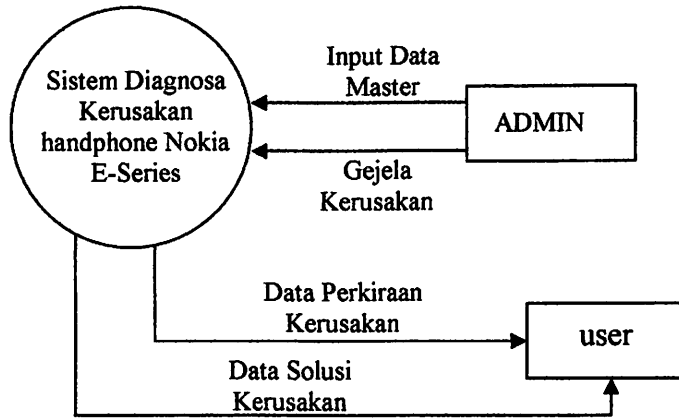 Sistem Diagnosa
Kerusakan
handphone Nokia
E-Series
Input Data
Master
ADMIN
Gejela
Kerusakan
Data Perkiraan
Kerusakan
user
Data Solusi
Kerusakan